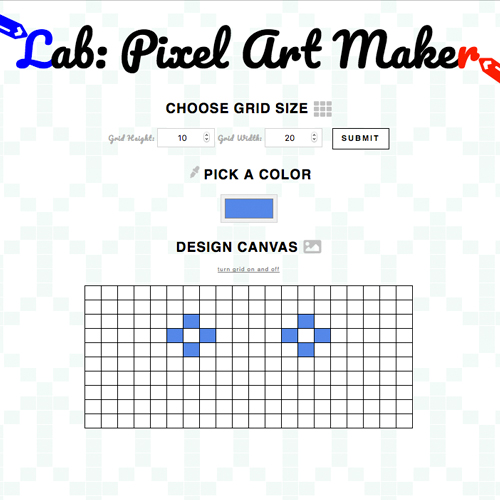 Lab: Pixel Art Maker
CHOOSE GRID SIZE
Grid Height: 10 Grid Width: 20 SUBMIT
PICK A COLOR
DESIGN CANVAS
turn grid on and off